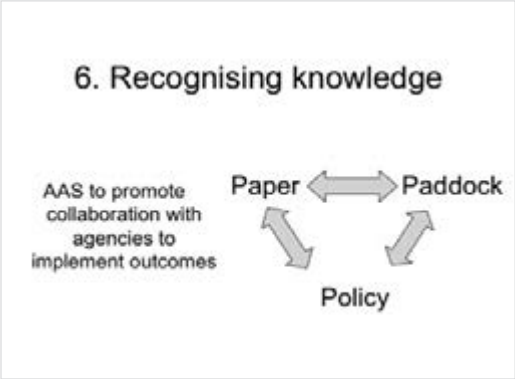 6. Recognising knowledge
AAS to promote
collaboration with
agencies to
implement outcomes
Paper
Paddock
Policy